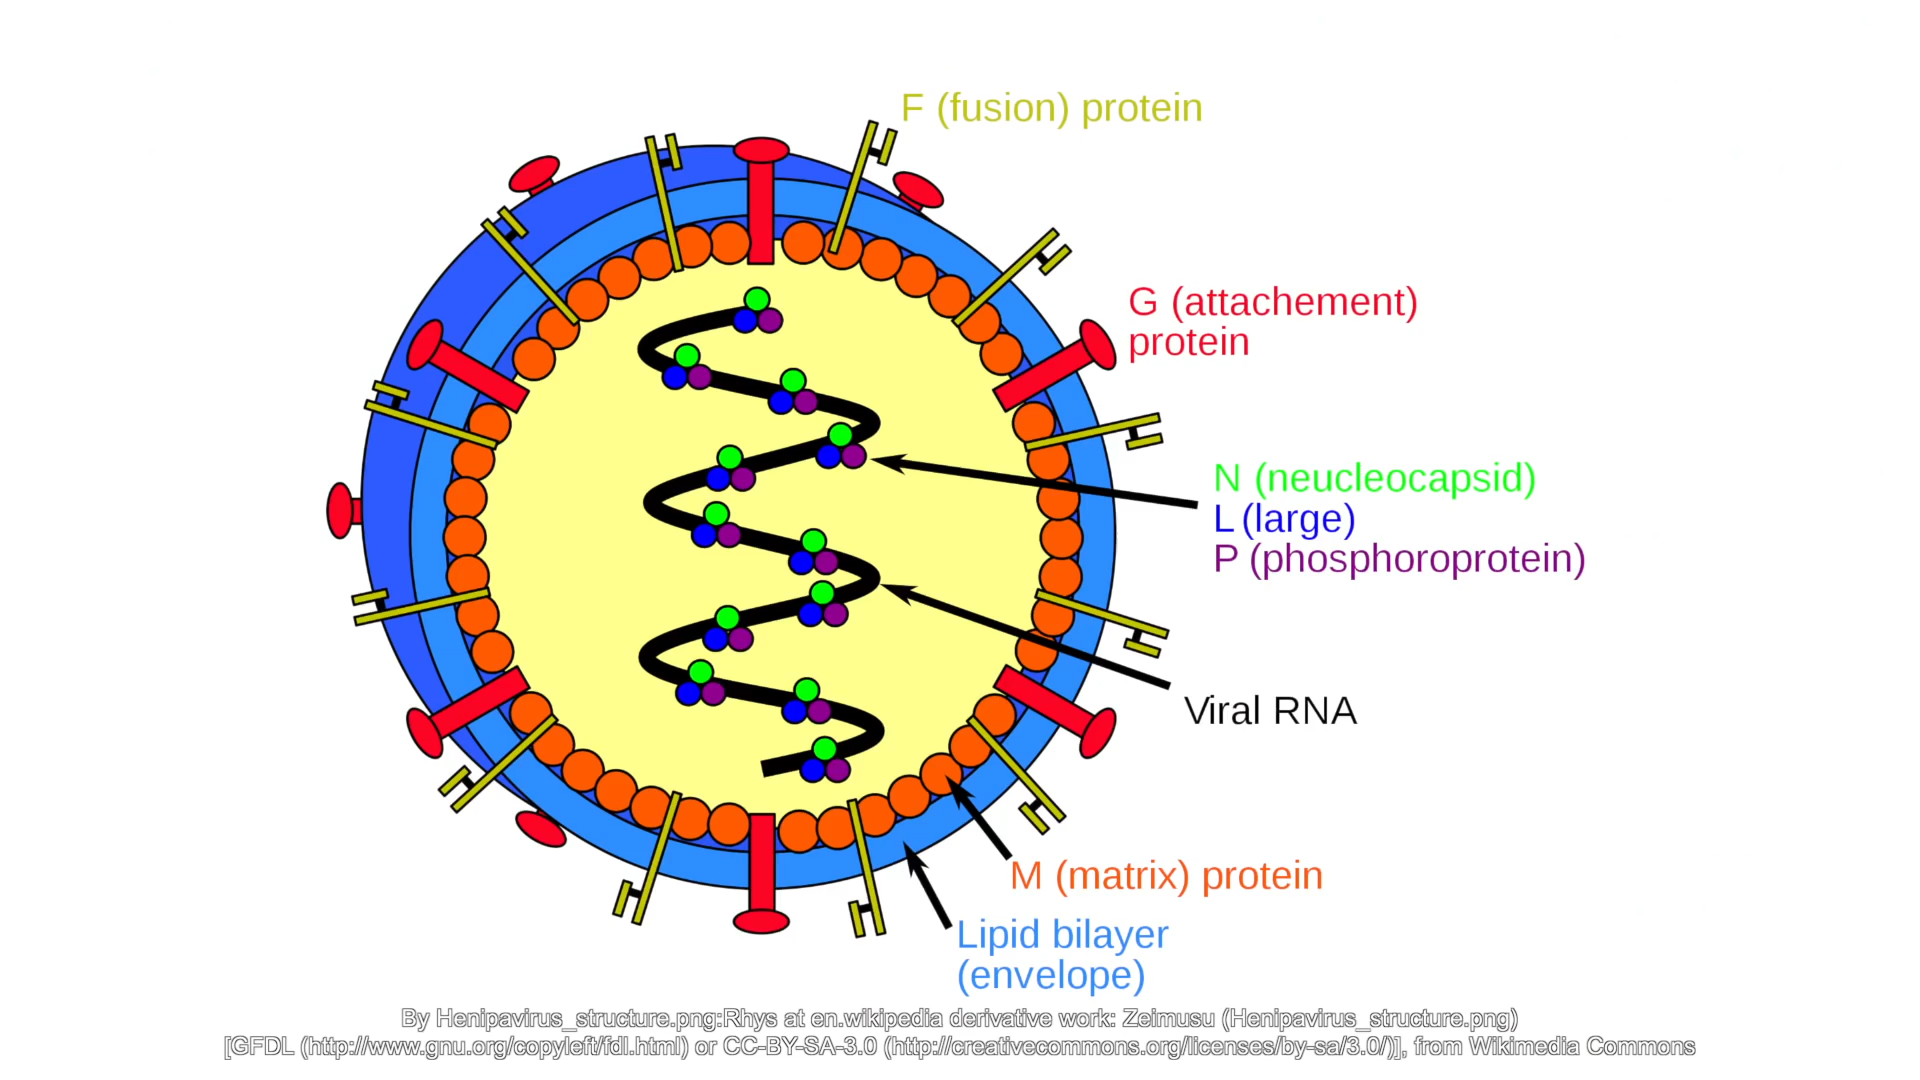 F (fusion) protein
G (attachement)
protein
N (neucleocapsid)
L (large)
P (phosphoroprotein)
Viral RNA
M (matrix) protein
Lipid bilayer
(envelope)
By Henipavirus_structure.png:Rhys at en.wikipedia derivative work: Zeimusu (Henipavirus_structure.png)
[GFDL (http://www.gnu.org/copyleft/fdl.html) or CC-BY-SA-3.0 (http://creativecommons.org/licenses/by-sa/3.0/)], from Wikimedia Commons